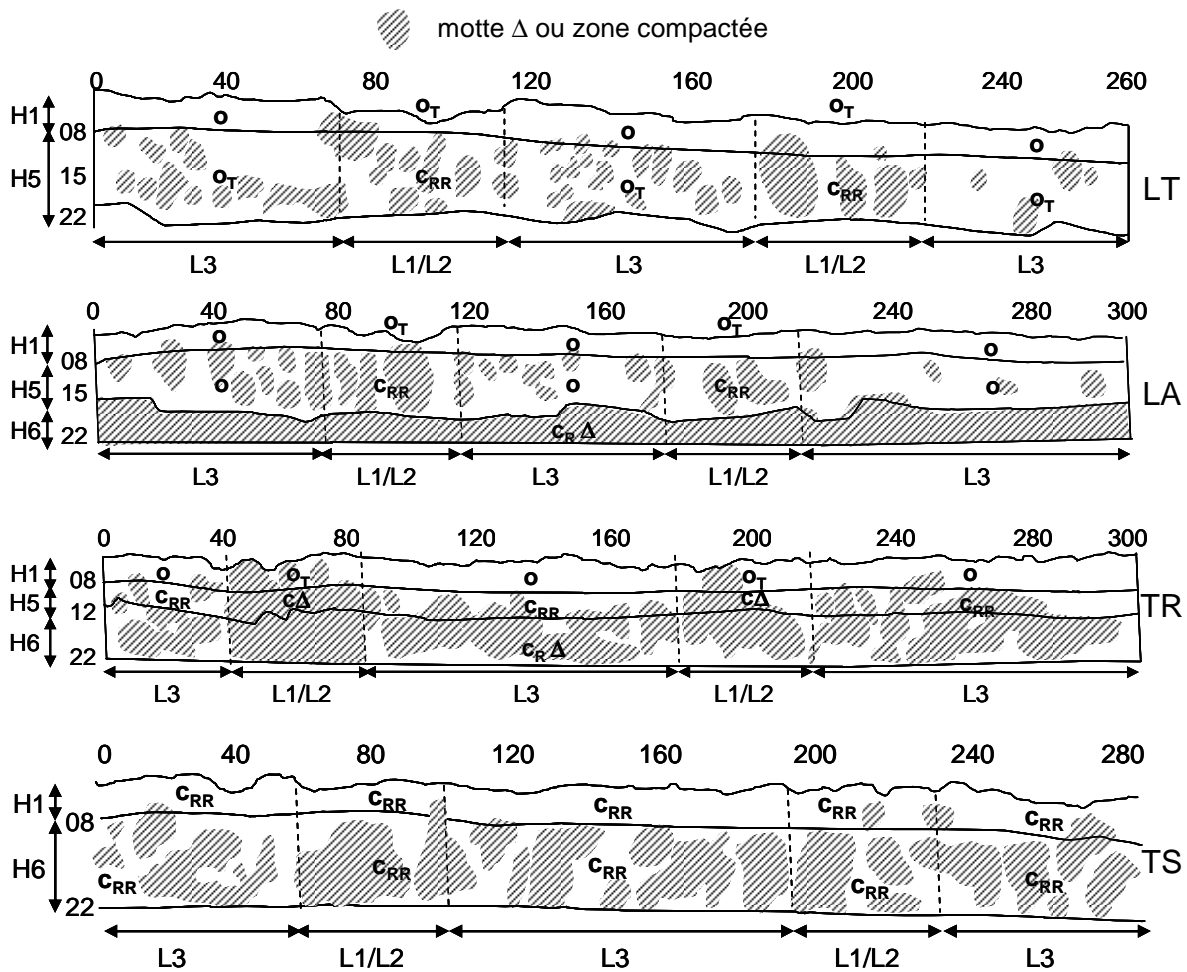 motte Δ ou zone compactée
0 40 80 120 160 200 240 260
H1 o oT o oT o
08
H5 15 oT cRR oT cRR oT LT
22
L3 L1/L2 L3 L1/L2 L3
0 40 80 120 160 200 240 280 300
H1 o oT o oT o
08
H5 o cRR o cRR o LA
15
H6 22 cR Δ
L3 L1/L2 L3 L1/L2 L3
0 40 80 120 160 200 240 280 300
H1 o oT o oT o
08
H5 cRR cΔ cRR cΔ cRR TR
12
H6 cR Δ
22
L3 L1/L2 L3 L1/L2 L3
0 40 80 120 160 200 240 280
H1 cRR cRR cRR cRR cRR
08
H6 cRR cRR cRR cRR cRR TS
22
L3 L1/L2 L3 L1/L2 L3